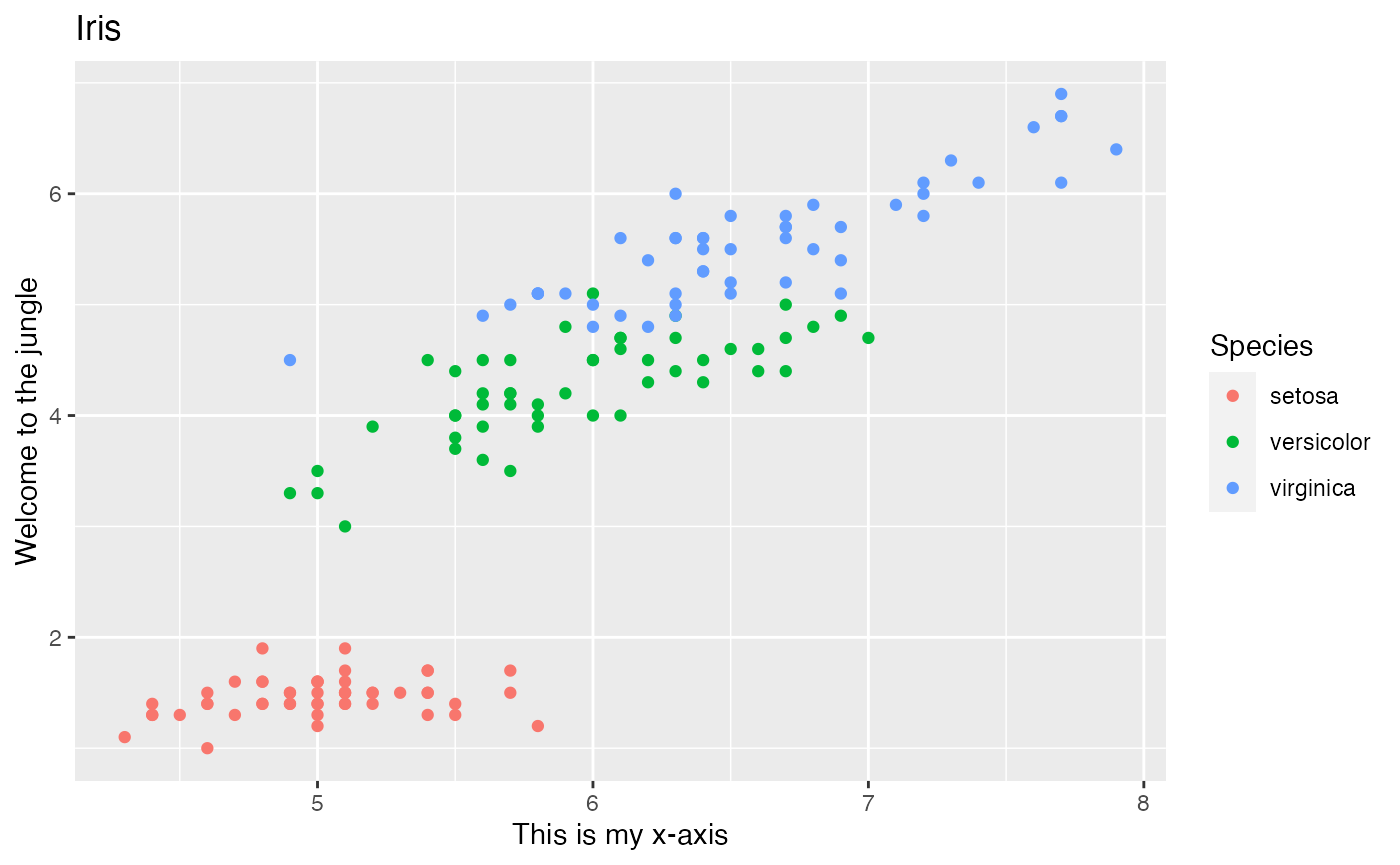 Iris
Welcome to the jungle
6
4
2
5
6
7
8
This is my x-axis
Species
setosa
versicolor
virginica